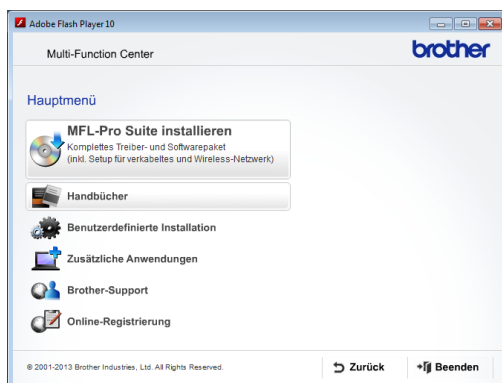 Adobe Flash Player 10
Multi-Function Center
brother
Hauptmenü
MFL-Pro Suite installieren
Komplettes Treiber- und Softwarepaket
(inkl. Setup für verkabeltes und Wireless-Netzwerk)
Handbücher
Benutzerdefinierte Installation
Zusätzliche Anwendungen
Brother-Support
Online-Registrierung
© 2001-2013 Brother Industries, Ltd. All Rights Reserved.
Zurück
Beenden